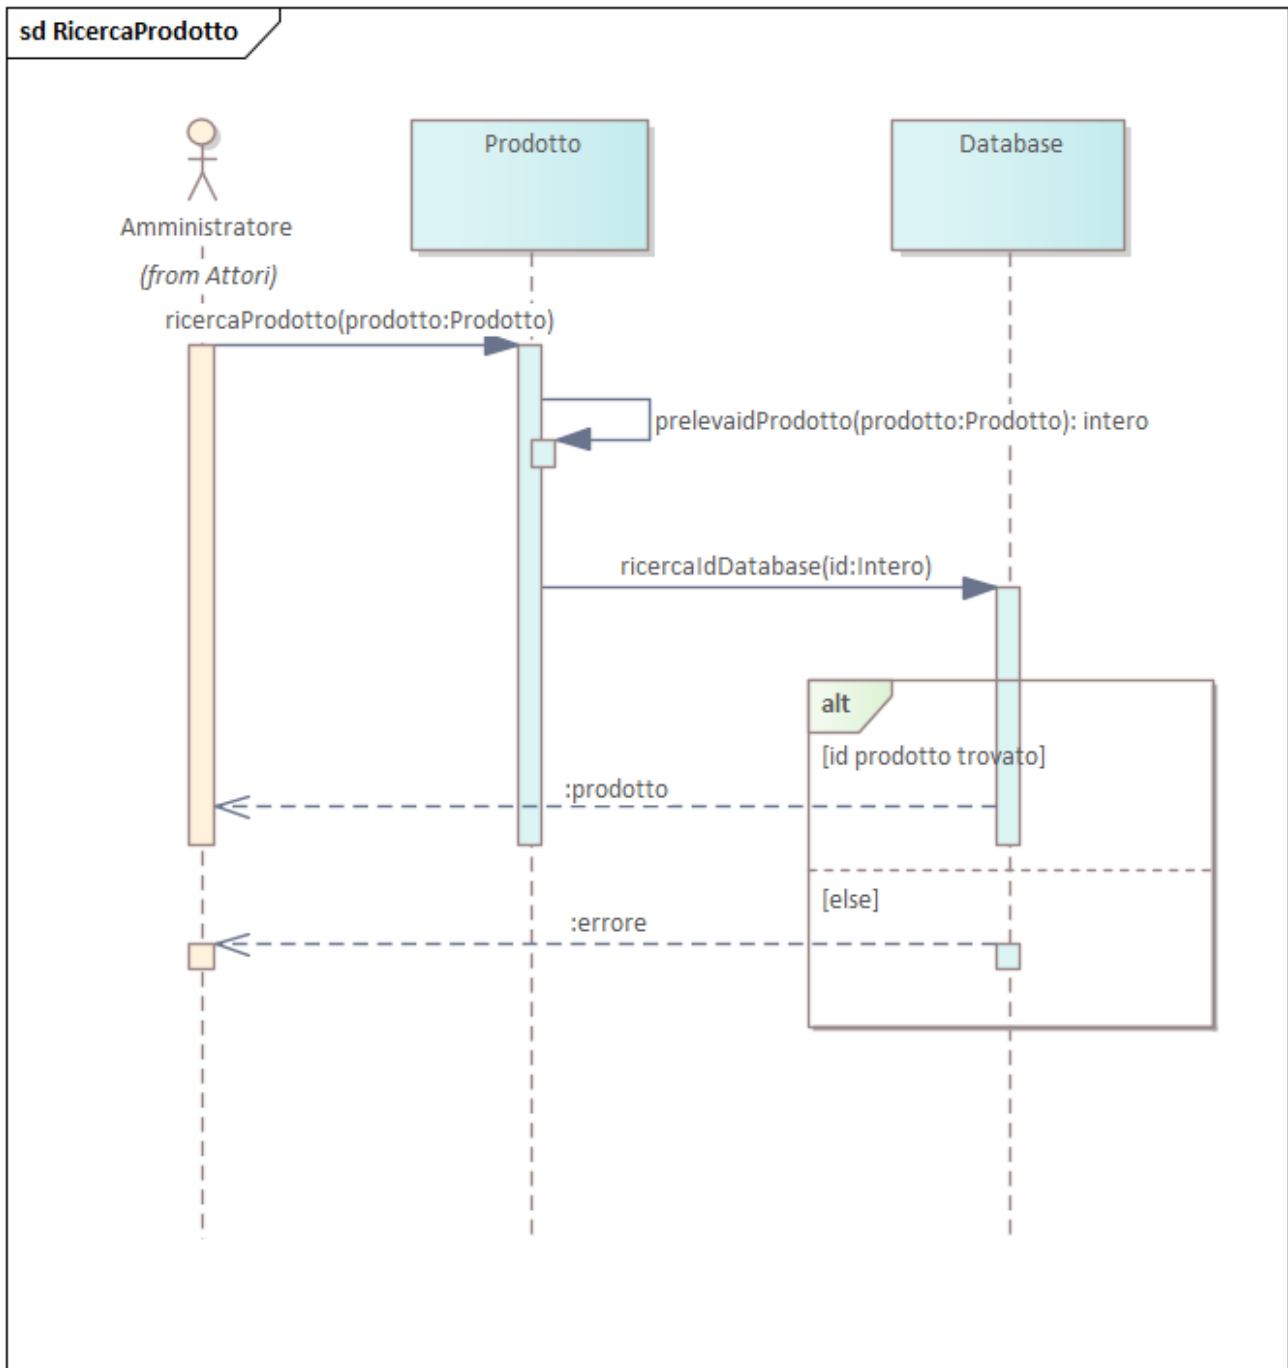 sd RicercaProdotto
Prodotto
Database
Amministratore
(from Attori)
ricercaProdotto(prodotto:Prodotto)
prelevaidProdotto(prodotto:Prodotto): intero
ricercaIdDatabase(id:Intero)
alt
[id prodotto trovato]
:prodotto
[else]
:errore